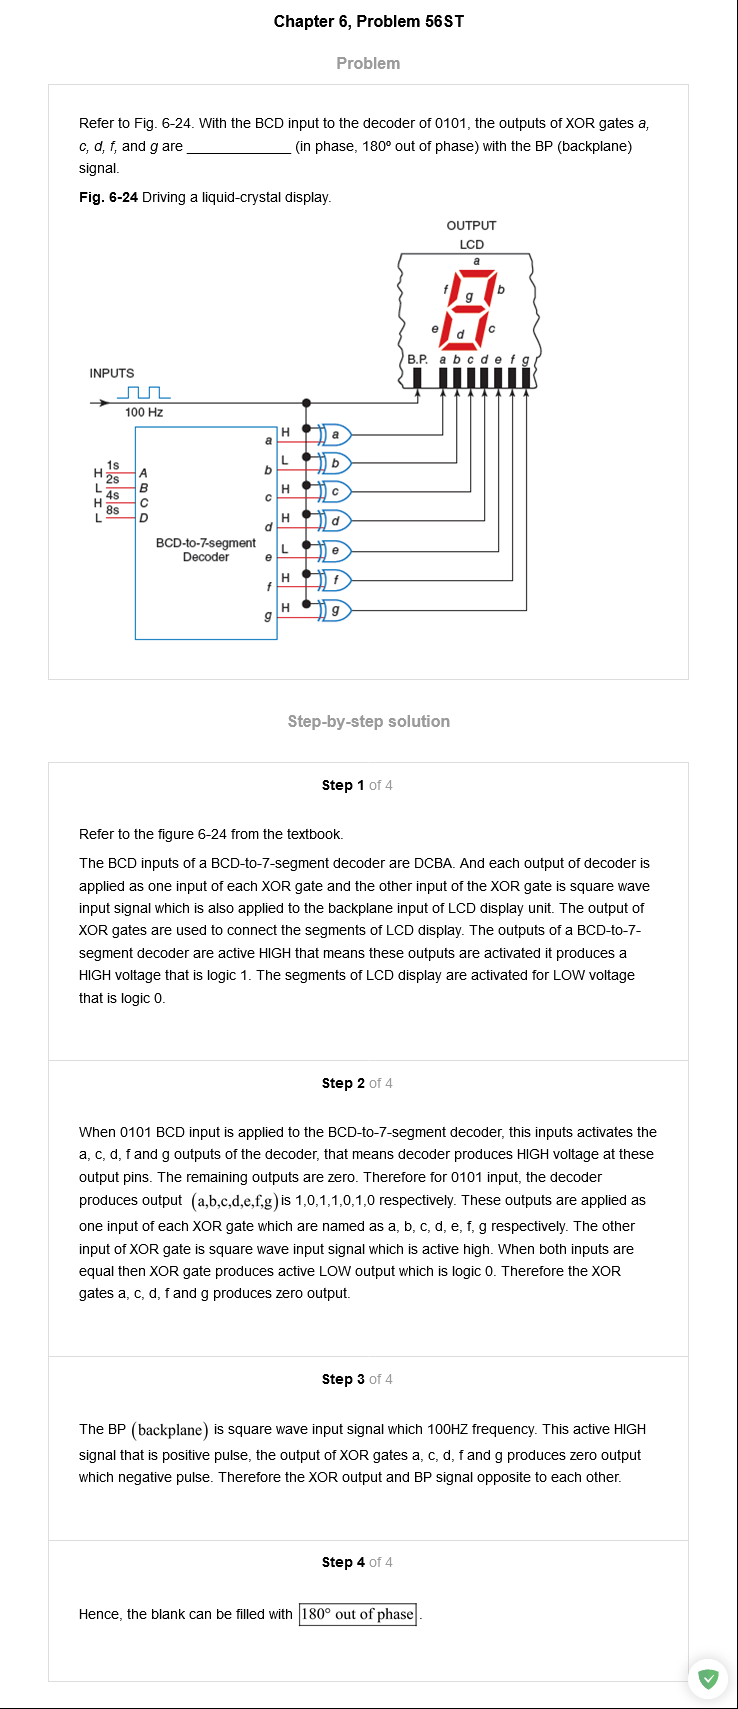 Chapter 6, Problem 56ST
Problem
Refer to Fig. 6-24. With the BCD input to the decoder of 0101, the outputs of XOR gates a,
c, d, f, and g are ______________ (in phase, 180º out of phase) with the BP (backplane)
signal.
Fig. 6-24 Driving a liquid-crystal display.
OUTPUT
LCD
a
f g b
e d c
B.P. a b c d e f g
INPUTS
100 Hz
H 1s A
L 2s B
H 4s C
L 8s D
BCD-to-7-segment
Decoder
a H a
b L b
c H c
d H d
e L e
f H f
g H g
Step-by-step solution
Step 1 of 4
Refer to the figure 6-24 from the textbook.
The BCD inputs of a BCD-to-7-segment decoder are DCBA. And each output of decoder is
applied as one input of each XOR gate and the other input of the XOR gate is square wave
input signal which is also applied to the backplane input of LCD display unit. The output of
XOR gates are used to connect the segments of LCD display. The outputs of a BCD-to-7-
segment decoder are active HIGH that means these outputs are activated it produces a
HIGH voltage that is logic 1. The segments of LCD display are activated for LOW voltage
that is logic 0.
Step 2 of 4
When 0101 BCD input is applied to the BCD-to-7-segment decoder, this inputs activates the
a, c, d, f and g outputs of the decoder, that means decoder produces HIGH voltage at these
output pins. The remaining outputs are zero. Therefore for 0101 input, the decoder
produces output (a,b,c,d,e,f,g) is 1,0,1,1,0,1,0 respectively. These outputs are applied as
one input of each XOR gate which are named as a, b, c, d, e, f, g respectively. The other
input of XOR gate is square wave input signal which is active high. When both inputs are
equal then XOR gate produces active LOW output which is logic 0. Therefore the XOR
gates a, c, d, f and g produces zero output.
Step 3 of 4
The BP (backplane) is square wave input signal which 100HZ frequency. This active HIGH
signal that is positive pulse, the output of XOR gates a, c, d, f and g produces zero output
which negative pulse. Therefore the XOR output and BP signal opposite to each other.
Step 4 of 4
Hence, the blank can be filled with 180° out of phase.